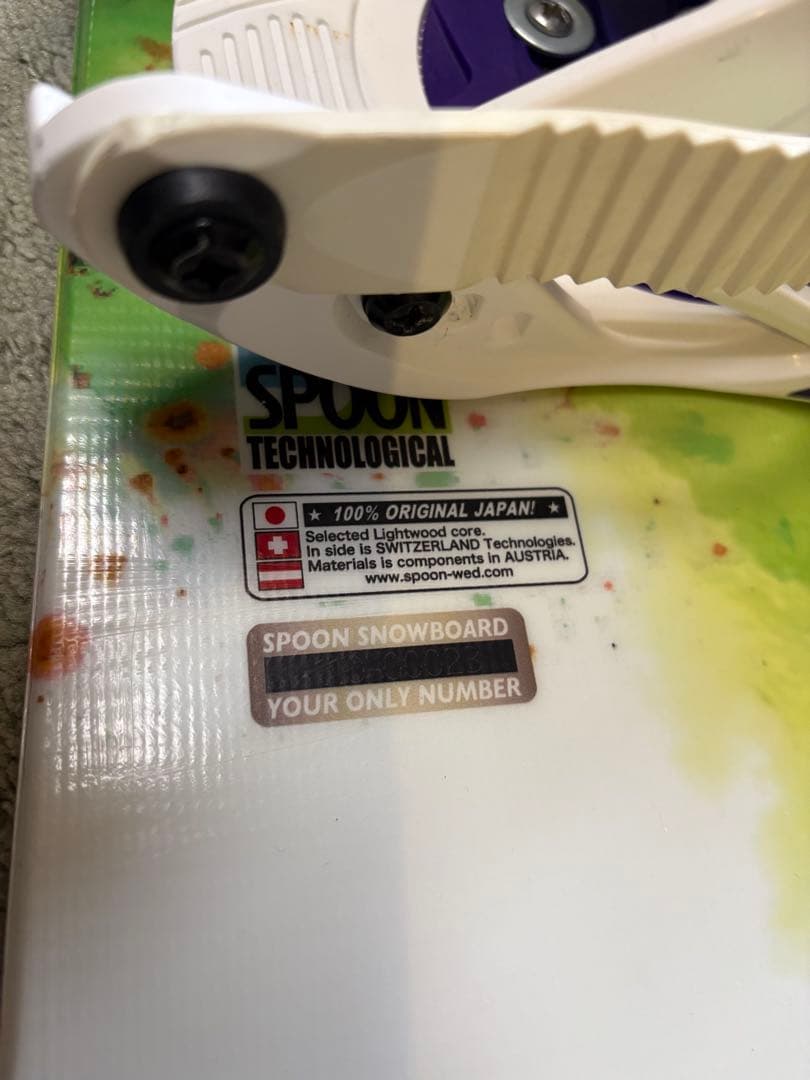 SPOON
TECHNOLOGICAL
★ 100% ORIGINAL JAPAN! ★
Selected Lightwood core.
In side is SWITZERLAND Technologies.
Materials is components in AUSTRIA.
www.spoon-wed.com
SPOON SNOWBOARD
YOUR ONLY NUMBER